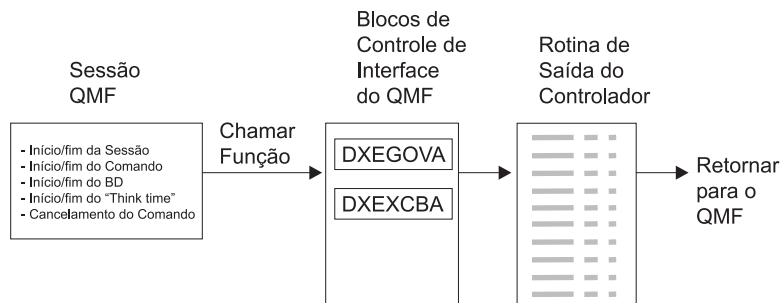 Sessão
QMF
- Início/fim da Sessão
- Início/fim do Comando
- Início/fim do BD
- Início/fim do "Think time"
- Cancelamento do Comando
Chamar
Função
Blocos de
Controle de
Interface
do QMF
DXEGOVA
DXEXCBA
Rotina de
Saída do
Controlador
Retornar
para o
QMF